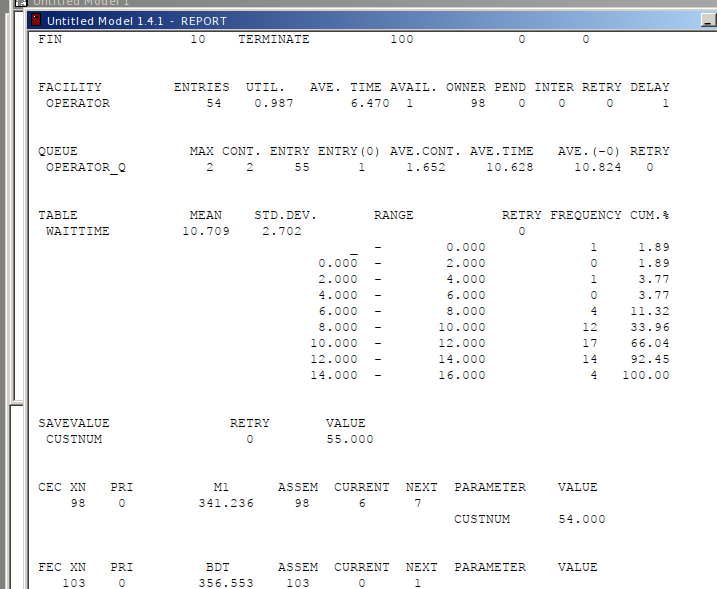 Untitled Model 1
Untitled Model 1.4.1 - REPORT
FIN 10 TERMINATE 100 0 0
FACILITY ENTRIES UTIL. AVE. TIME AVAIL. OWNER PEND INTER RETRY DELAY
OPERATOR 54 0.987 6.470 1 98 0 0 0 1
QUEUE MAX CONT. ENTRY ENTRY(0) AVE.CONT. AVE.TIME AVE.(-0) RETRY
OPERATOR_Q 2 2 55 1 1.652 10.628 10.824 0
TABLE MEAN STD.DEV. RANGE RETRY FREQUENCY CUM.%
WAITTIME 10.709 2.702 0
_ - 0.000 1 1.89
0.000 - 2.000 0 1.89
2.000 - 4.000 1 3.77
4.000 - 6.000 0 3.77
6.000 - 8.000 4 11.32
8.000 - 10.000 12 33.96
10.000 - 12.000 17 66.04
12.000 - 14.000 14 92.45
14.000 - 16.000 4 100.00
SAVEVALUE RETRY VALUE
CUSTNUM 0 55.000
CEC XN PRI M1 ASSEM CURRENT NEXT PARAMETER VALUE
98 0 341.236 98 6 7
CUSTNUM 54.000
FEC XN PRI BDT ASSEM CURRENT NEXT PARAMETER VALUE
103 0 356.553 103 0 1